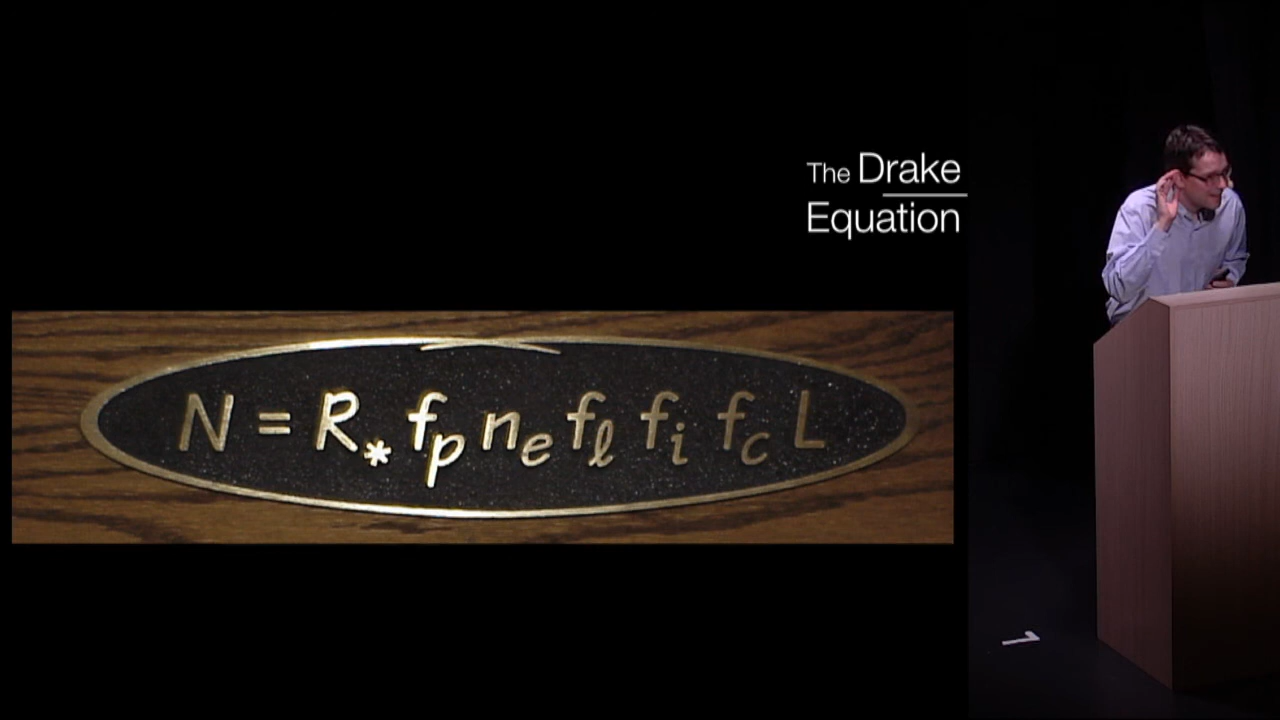 The Drake
Equation
N = R* fp ne fl fi fc L